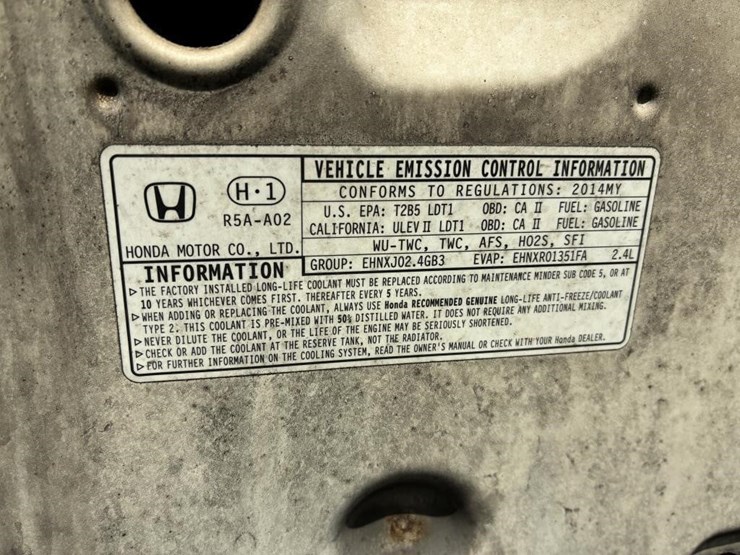 VEHICLE EMISSION CONTROL INFORMATION
H·1
R5A-A02
HONDA MOTOR CO., LTD.
CONFORMS TO REGULATIONS: 2014MY
U.S. EPA: T2B5 LDT1 OBD: CA II FUEL: GASOLINE
CALIFORNIA: ULEV II LDT1 OBD: CA II FUEL: GASOLINE
WU-TWC, TWC, AFS, HO2S, SFI
GROUP: EHNXJ02.4GB3 EVAP: EHNXR01351FA 2.4L
INFORMATION
▷ THE FACTORY INSTALLED LONG-LIFE COOLANT MUST BE REPLACED ACCORDING TO MAINTENANCE MINDER SUB CODE 5, OR AT
10 YEARS WHICHEVER COMES FIRST. THEREAFTER EVERY 5 YEARS.
▷ WHEN ADDING OR REPLACING THE COOLANT, ALWAYS USE Honda RECOMMENDED GENUINE LONG-LIFE ANTI-FREEZE/COOLANT
TYPE 2. THIS COOLANT IS PRE-MIXED WITH 50% DISTILLED WATER. IT DOES NOT REQUIRE ANY ADDITIONAL MIXING.
▷ NEVER DILUTE THE COOLANT, OR THE LIFE OF THE ENGINE MAY BE SERIOUSLY SHORTENED.
▷ CHECK OR ADD THE COOLANT AT THE RESERVE TANK, NOT THE RADIATOR.
▷ FOR FURTHER INFORMATION ON THE COOLING SYSTEM, READ THE OWNER'S MANUAL OR CHECK WITH YOUR Honda DEALER.